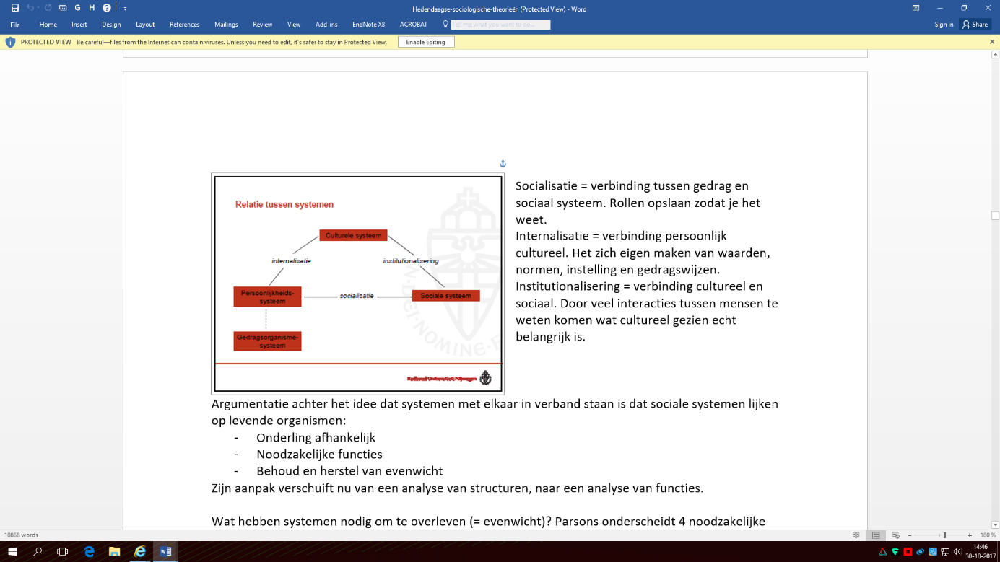 Hedendaagse-sociologische-theorieën (Protected View) - Word
G H
File Home Insert Design Layout References Mailings Review View Add-ins EndNote X8 ACROBAT Tell me what you want to do... Sign in Share
PROTECTED VIEW Be careful—files from the Internet can contain viruses. Unless you need to edit, it's safer to stay in Protected View. Enable Editing
Relatie tussen systemen
Culturele systeem
internalisatie institutionalisering
Persoonlijkheids-
systeem
socialisatie
Sociale systeem
Gedragsorganisme-
systeem
Radboud Universiteit Nijmegen
Socialisatie = verbinding tussen gedrag en
sociaal systeem. Rollen opslaan zodat je het
weet.
Internalisatie = verbinding persoonlijk
cultureel. Het zich eigen maken van waarden,
normen, instelling en gedragswijzen.
Institutionalisering = verbinding cultureel en
sociaal. Door veel interacties tussen mensen te
weten komen wat cultureel gezien echt
belangrijk is.
Argumentatie achter het idee dat systemen met elkaar in verband staan is dat sociale systemen lijken
op levende organismen:
- Onderling afhankelijk
- Noodzakelijke functies
- Behoud en herstel van evenwicht
Zijn aanpak verschuift nu van een analyse van structuren, naar een analyse van functies.
Wat hebben systemen nodig om te overleven (= evenwicht)? Parsons onderscheidt 4 noodzakelijke
10868 words 180 %
14:46
30-10-2017